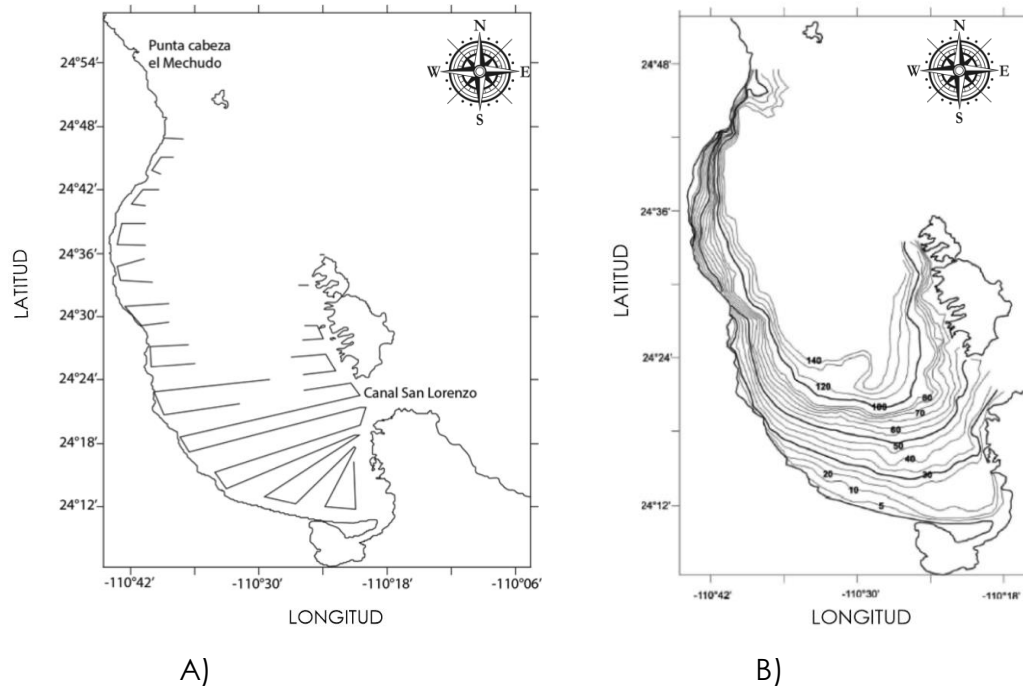 N
W E
S
Punta cabeza
el Mechudo
24°54'
24°48'
24°42'
24°36'
24°30'
24°24'
24°18'
24°12'
LATITUD
Canal San Lorenzo
-110°42' -110°30' -110°18' -110°06'
LONGITUD
A)
N
W E
S
24°48'
24°36'
24°24'
24°12'
LATITUD
140
120
100
80
70
60
50
40
30
20
10
5
-110°42' -110°30' -110°18'
LONGITUD
B)